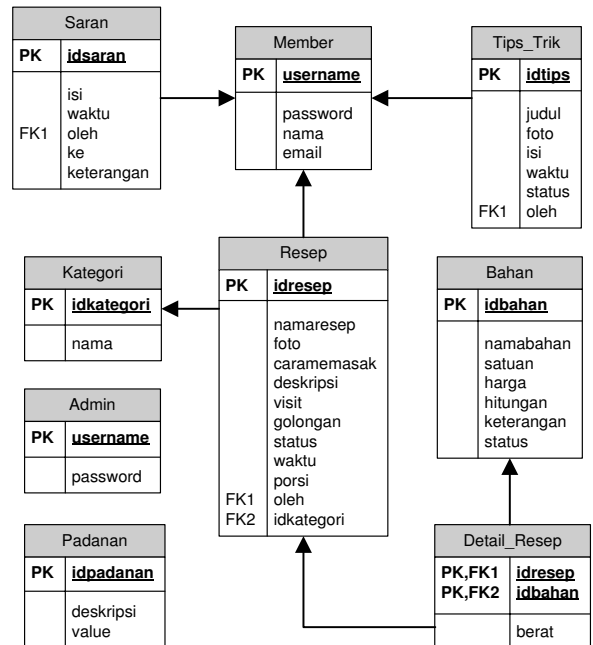 Saran
PK idsaran
isi
waktu
FK1 oleh
ke
keterangan
Member
PK username
password
nama
email
Tips_Trik
PK idtips
judul
foto
isi
waktu
status
FK1 oleh
Kategori
PK idkategori
nama
Resep
PK idresep
namaresep
foto
caramemasak
deskripsi
visit
golongan
status
waktu
porsi
FK1 oleh
FK2 idkategori
Bahan
PK idbahan
namabahan
satuan
harga
hitungan
keterangan
status
Admin
PK username
password
Padanan
PK idpadanan
deskripsi
value
Detail_Resep
PK,FK1 idresep
PK,FK2 idbahan
berat